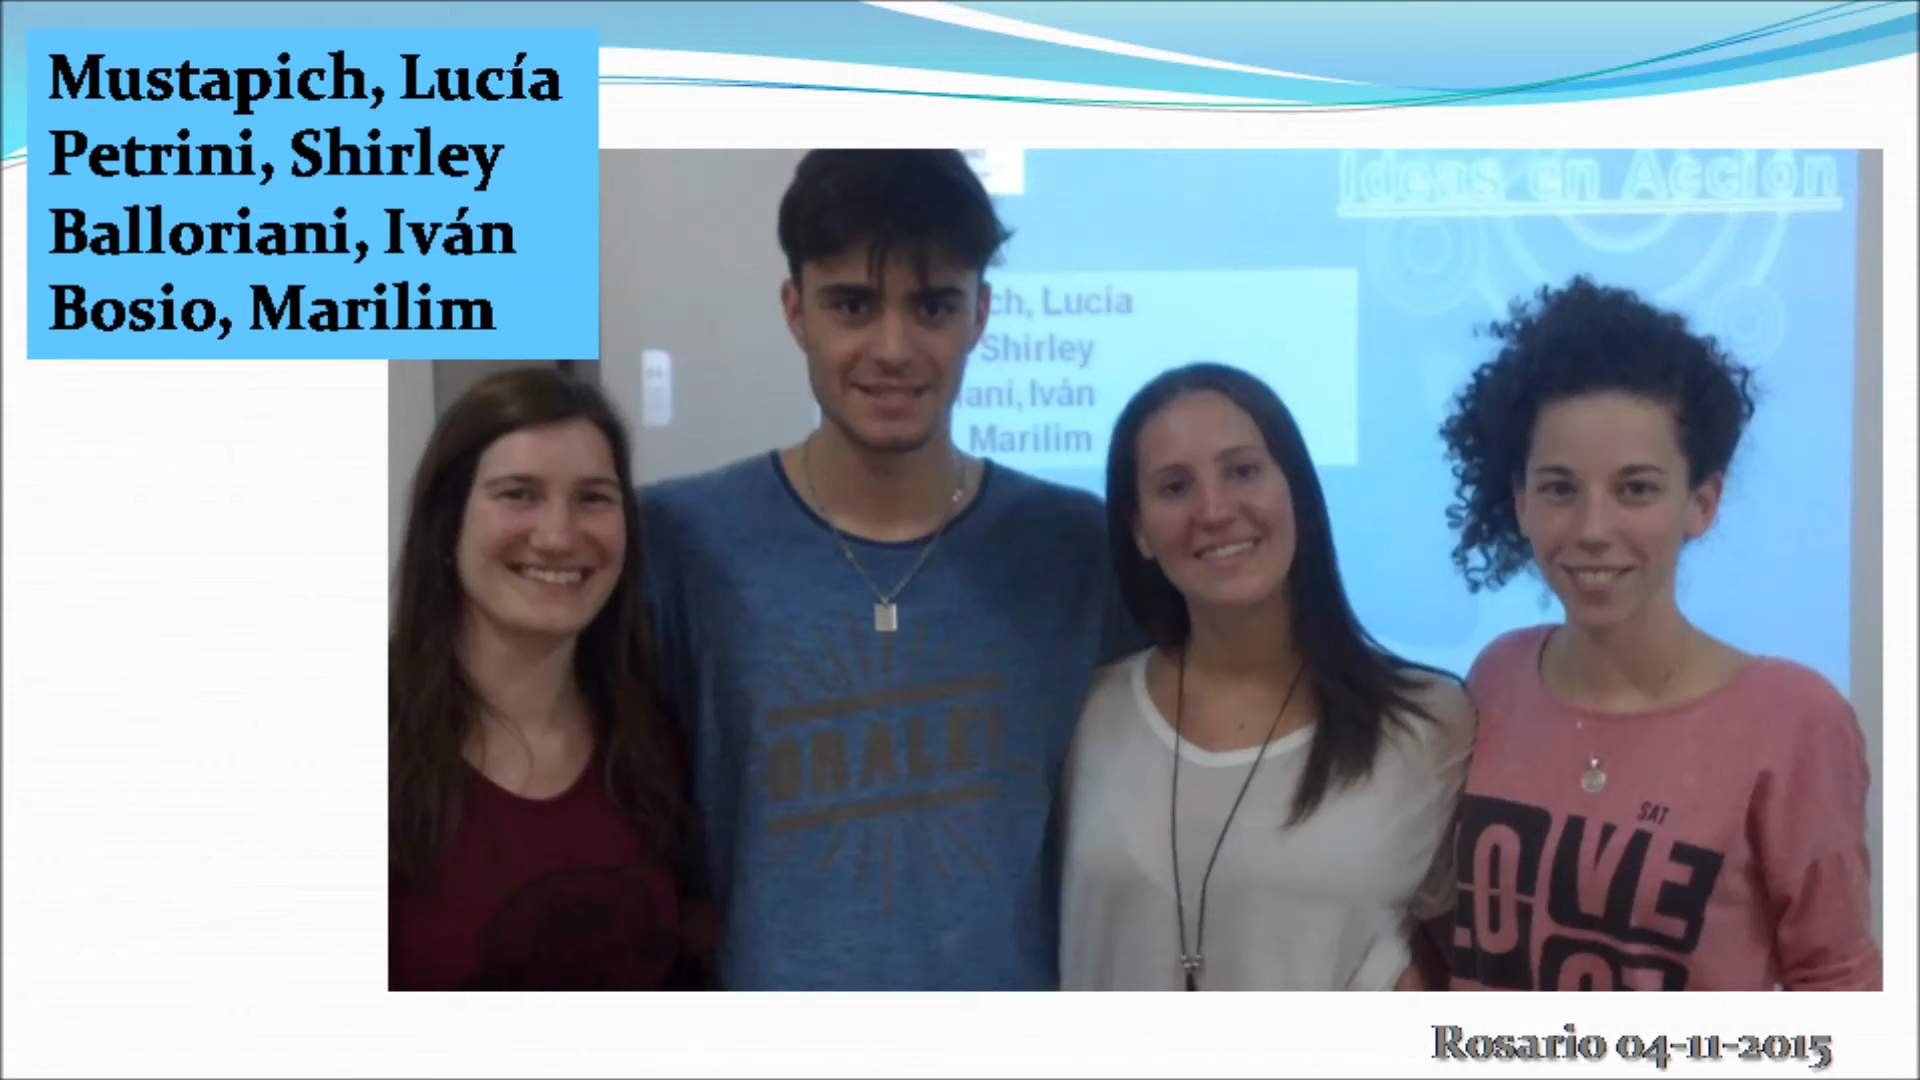 Mustapich, Lucía
Petrini, Shirley
Balloriani, Iván
Bosio, Marilim
Ideas en Acción
ch, Lucía
Shirley
iani, Iván
Marilim
ORALE!
SAT
LOVE
Rosario 04-11-2015